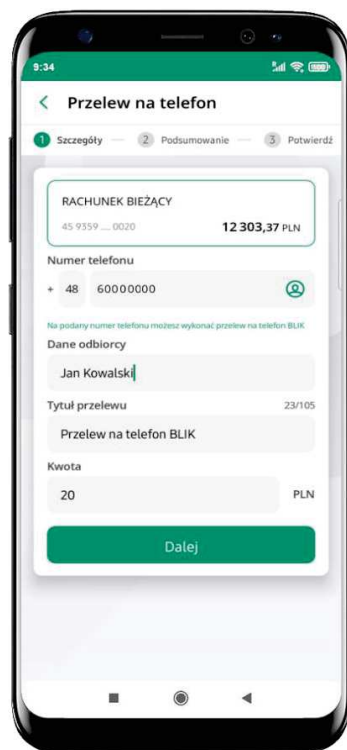 9:34
Przelew na telefon
1 Szczegóły 2 Podsumowanie 3 Potwierdź
RACHUNEK BIEŻĄCY
45 9359 .... 0020 12 303,37 PLN
Numer telefonu
+ 48 60000000
Na podany numer telefonu możesz wykonać przelew na telefon BLIK
Dane odbiorcy
Jan Kowalski
Tytuł przelewu 23/105
Przelew na telefon BLIK
Kwota
20 PLN
Dalej